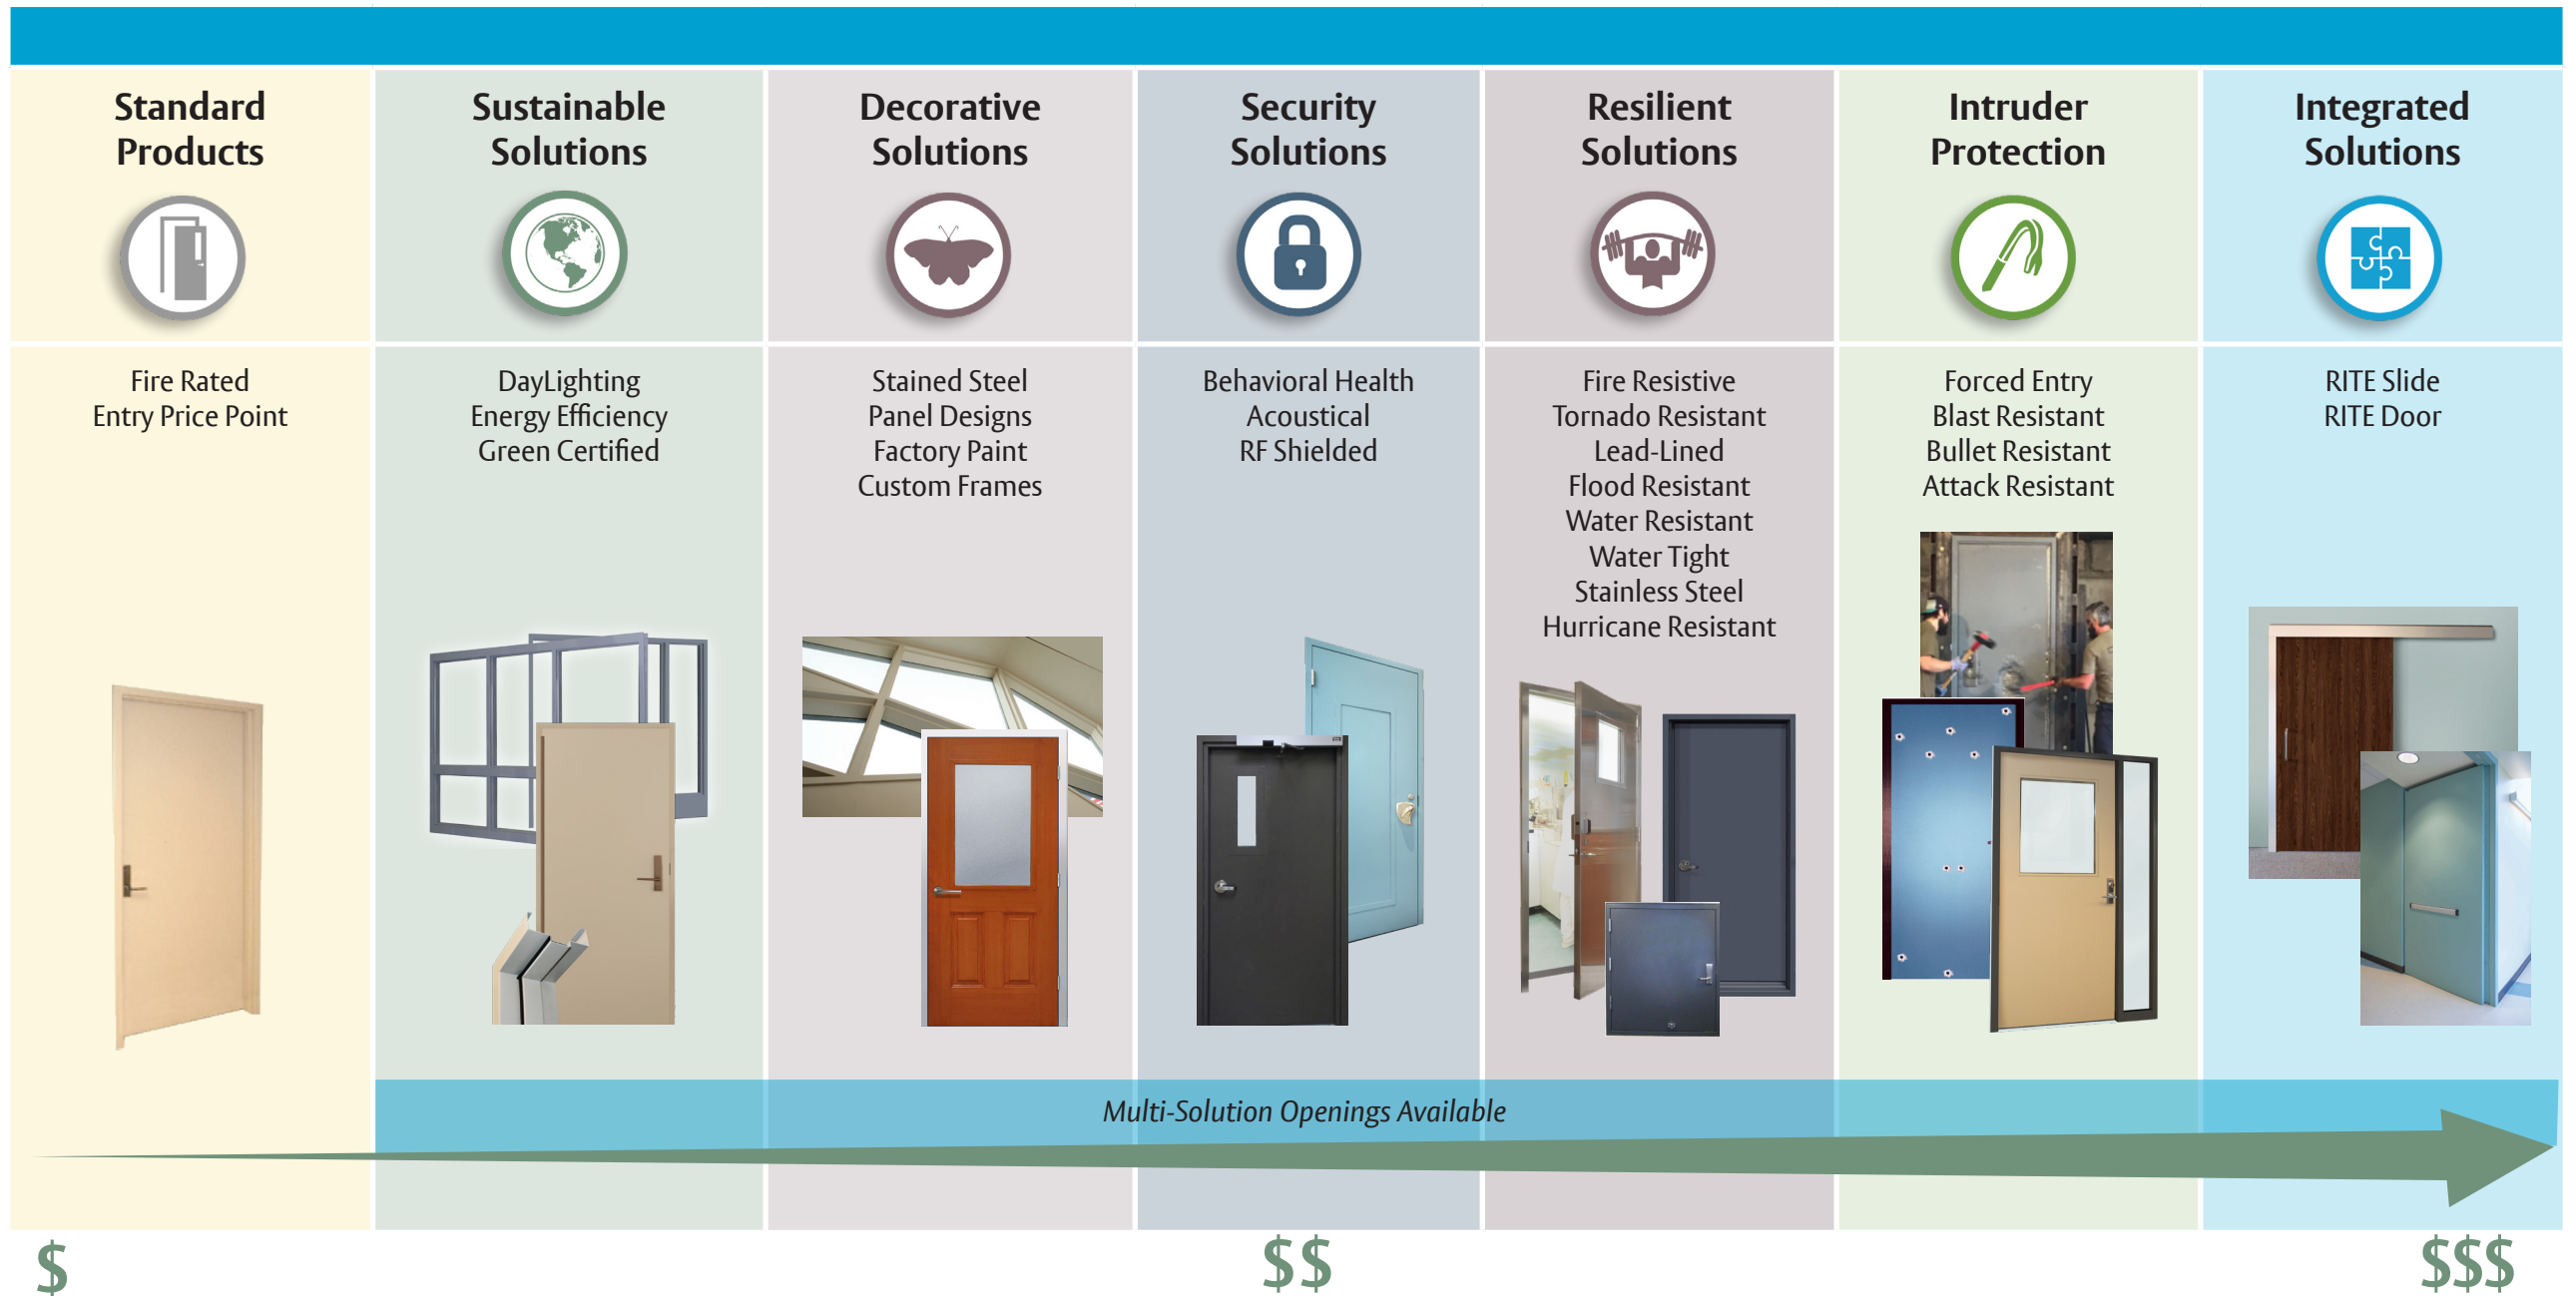 Standard
Products
Sustainable
Solutions
Decorative
Solutions
Security
Solutions
Resilient
Solutions
Intruder
Protection
Integrated
Solutions
Fire Rated
Entry Price Point
DayLighting
Energy Efficiency
Green Certified
Stained Steel
Panel Designs
Factory Paint
Custom Frames
Behavioral Health
Acoustical
RF Shielded
Fire Resistive
Tornado Resistant
Lead-Lined
Flood Resistant
Water Resistant
Water Tight
Stainless Steel
Hurricane Resistant
Forced Entry
Blast Resistant
Bullet Resistant
Attack Resistant
RITE Slide
RITE Door
Multi-Solution Openings Available
$
$$
$$$